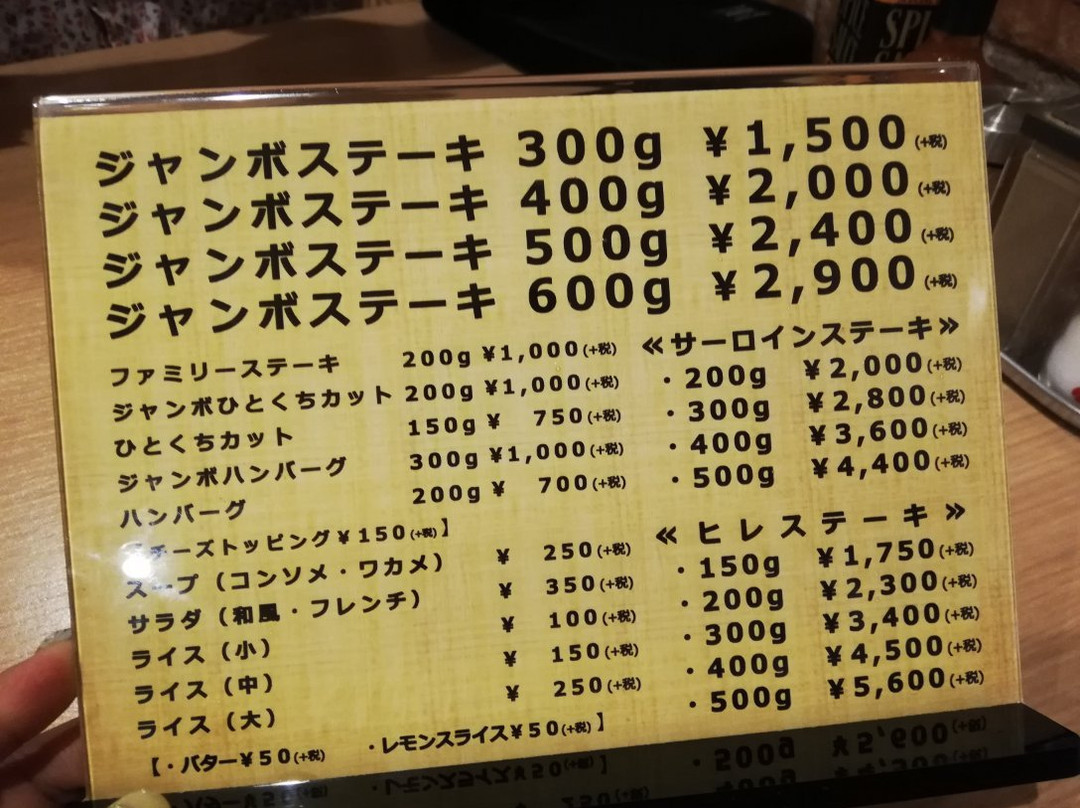 ジャンボステーキ 300g ¥1,500(+税)
ジャンボステーキ 400g ¥2,000(+税)
ジャンボステーキ 500g ¥2,400(+税)
ジャンボステーキ 600g ¥2,900(+税)
ファミリーステーキ 200g ¥1,000(+税)
ジャンボひとくちカット 200g ¥1,000(+税)
ひとくちカット 150g ¥ 750(+税)
ジャンボハンバーグ 300g ¥1,000(+税)
ハンバーグ 200g ¥ 700(+税)
【チーズトッピング¥150(+税)】
スープ（コンソメ・ワカメ） ¥ 250(+税)
サラダ（和風・フレンチ） ¥ 350(+税)
ライス（小） ¥ 100(+税)
ライス（中） ¥ 150(+税)
ライス（大） ¥ 250(+税)
【・バター¥50(+税) ・レモンスライス¥50(+税)】
≪サーロインステーキ≫
・200g ¥2,000(+税)
・300g ¥2,800(+税)
・400g ¥3,600(+税)
・500g ¥4,400(+税)
≪ヒレステーキ≫
・150g ¥1,750(+税)
・200g ¥2,300(+税)
・300g ¥3,400(+税)
・400g ¥4,500(+税)
・500g ¥5,600(+税)